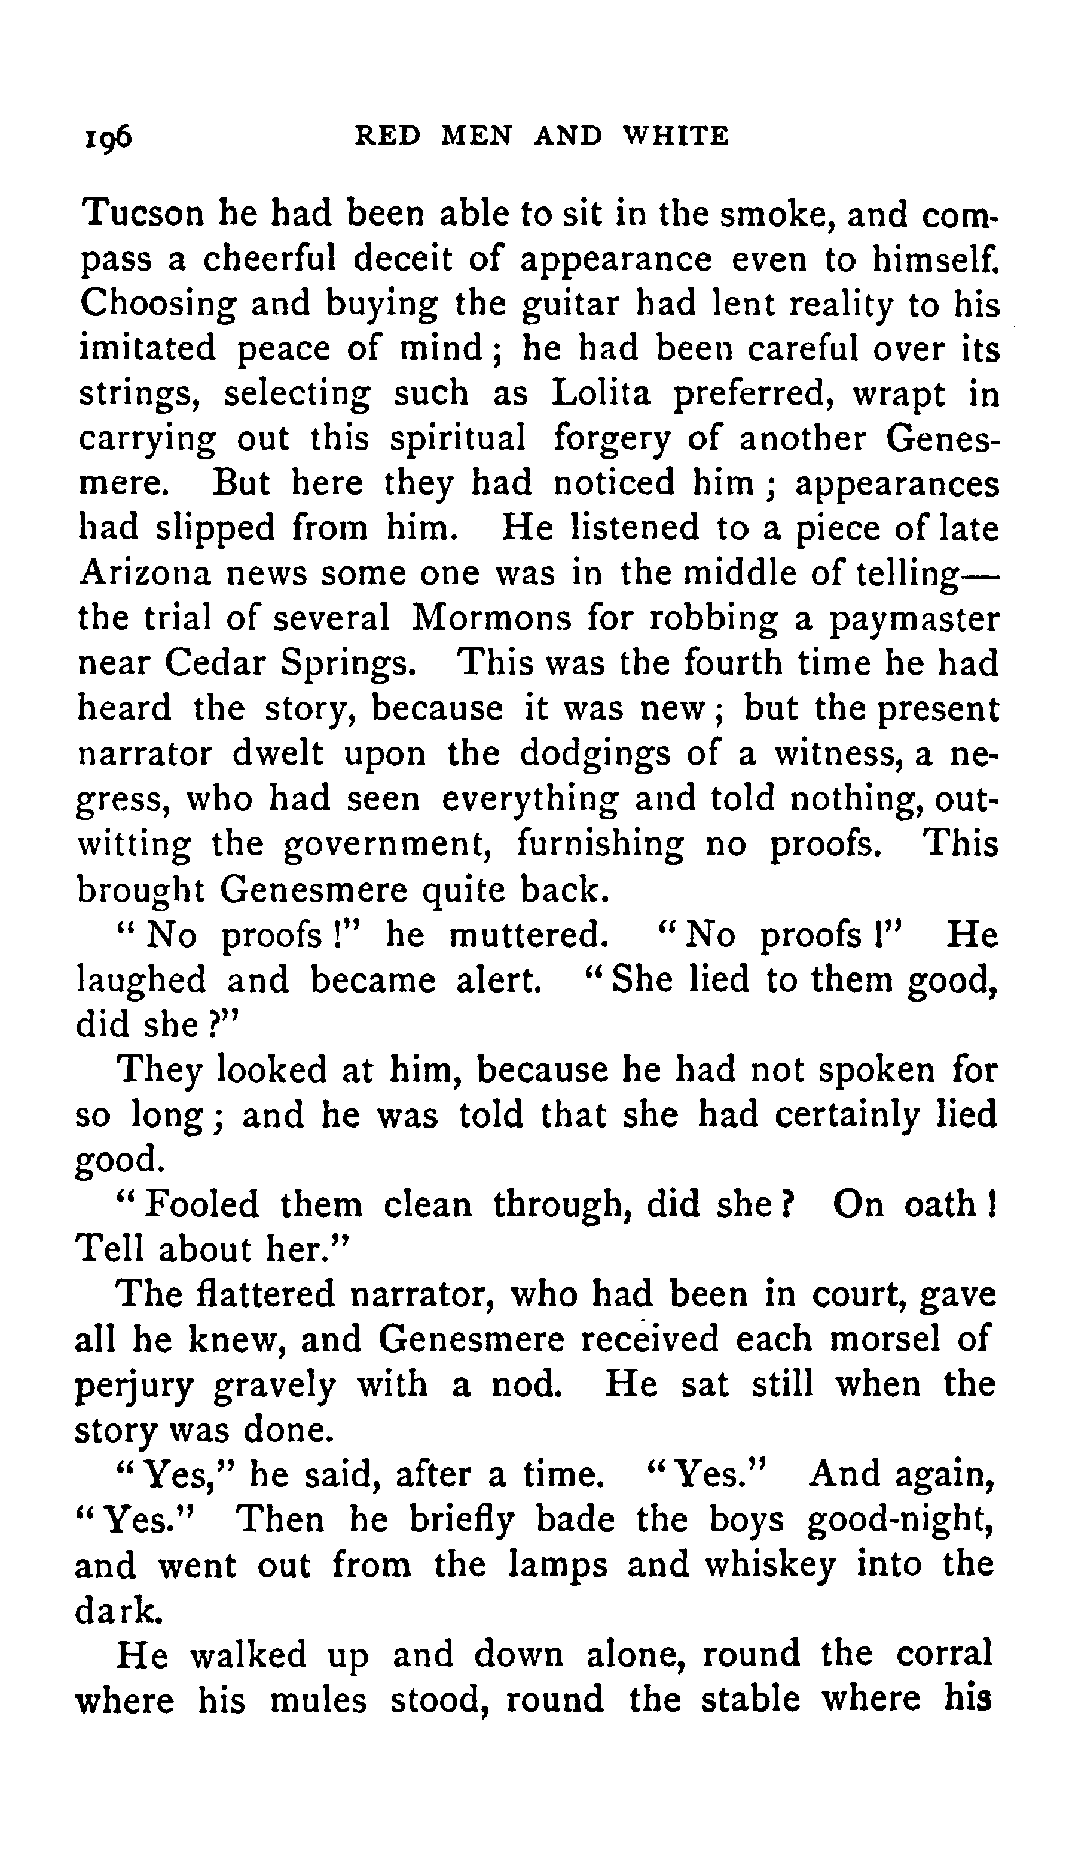 196 RED MEN AND WHITE
Tucson he had been able to sit in the smoke, and com-
pass a cheerful deceit of appearance even to himself.
Choosing and buying the guitar had lent reality to his
imitated peace of mind; he had been careful over its
strings, selecting such as Lolita preferred, wrapt in
carrying out this spiritual forgery of another Genes-
mere. But here they had noticed him; appearances
had slipped from him. He listened to a piece of late
Arizona news some one was in the middle of telling—
the trial of several Mormons for robbing a paymaster
near Cedar Springs. This was the fourth time he had
heard the story, because it was new; but the present
narrator dwelt upon the dodgings of a witness, a ne-
gress, who had seen everything and told nothing, out-
witting the government, furnishing no proofs. This
brought Genesmere quite back.
"No proofs!" he muttered. "No proofs!" He
laughed and became alert. "She lied to them good,
did she?"
They looked at him, because he had not spoken for
so long; and he was told that she had certainly lied
good.
"Fooled them clean through, did she? On oath!
Tell about her."
The flattered narrator, who had been in court, gave
all he knew, and Genesmere received each morsel of
perjury gravely with a nod. He sat still when the
story was done.
"Yes," he said, after a time. "Yes." And again,
"Yes." Then he briefly bade the boys good-night,
and went out from the lamps and whiskey into the
dark.
He walked up and down alone, round the corral
where his mules stood, round the stable where his